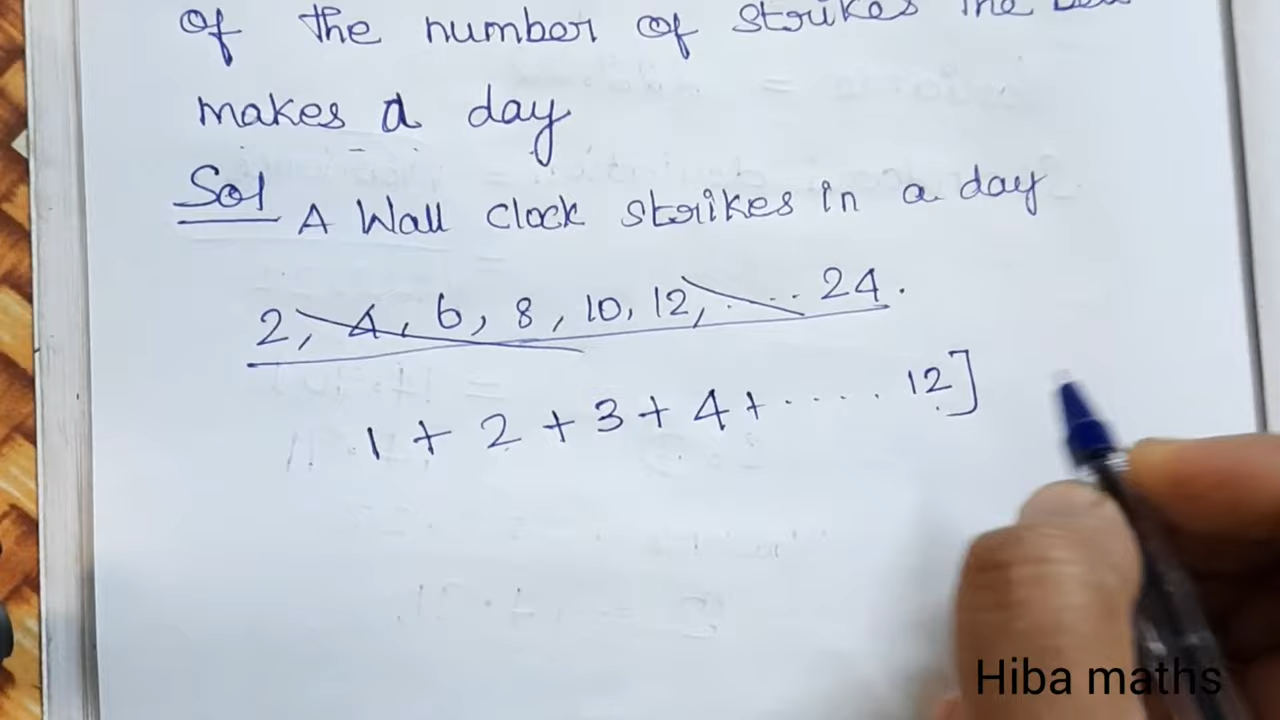 of the number of strikes the
makes a day
Sol A Wall clock strikes in a day
2, 4, 6, 8, 10, 12, ... 24.
1 + 2 + 3 + 4 + ..... 12]
Hiba maths